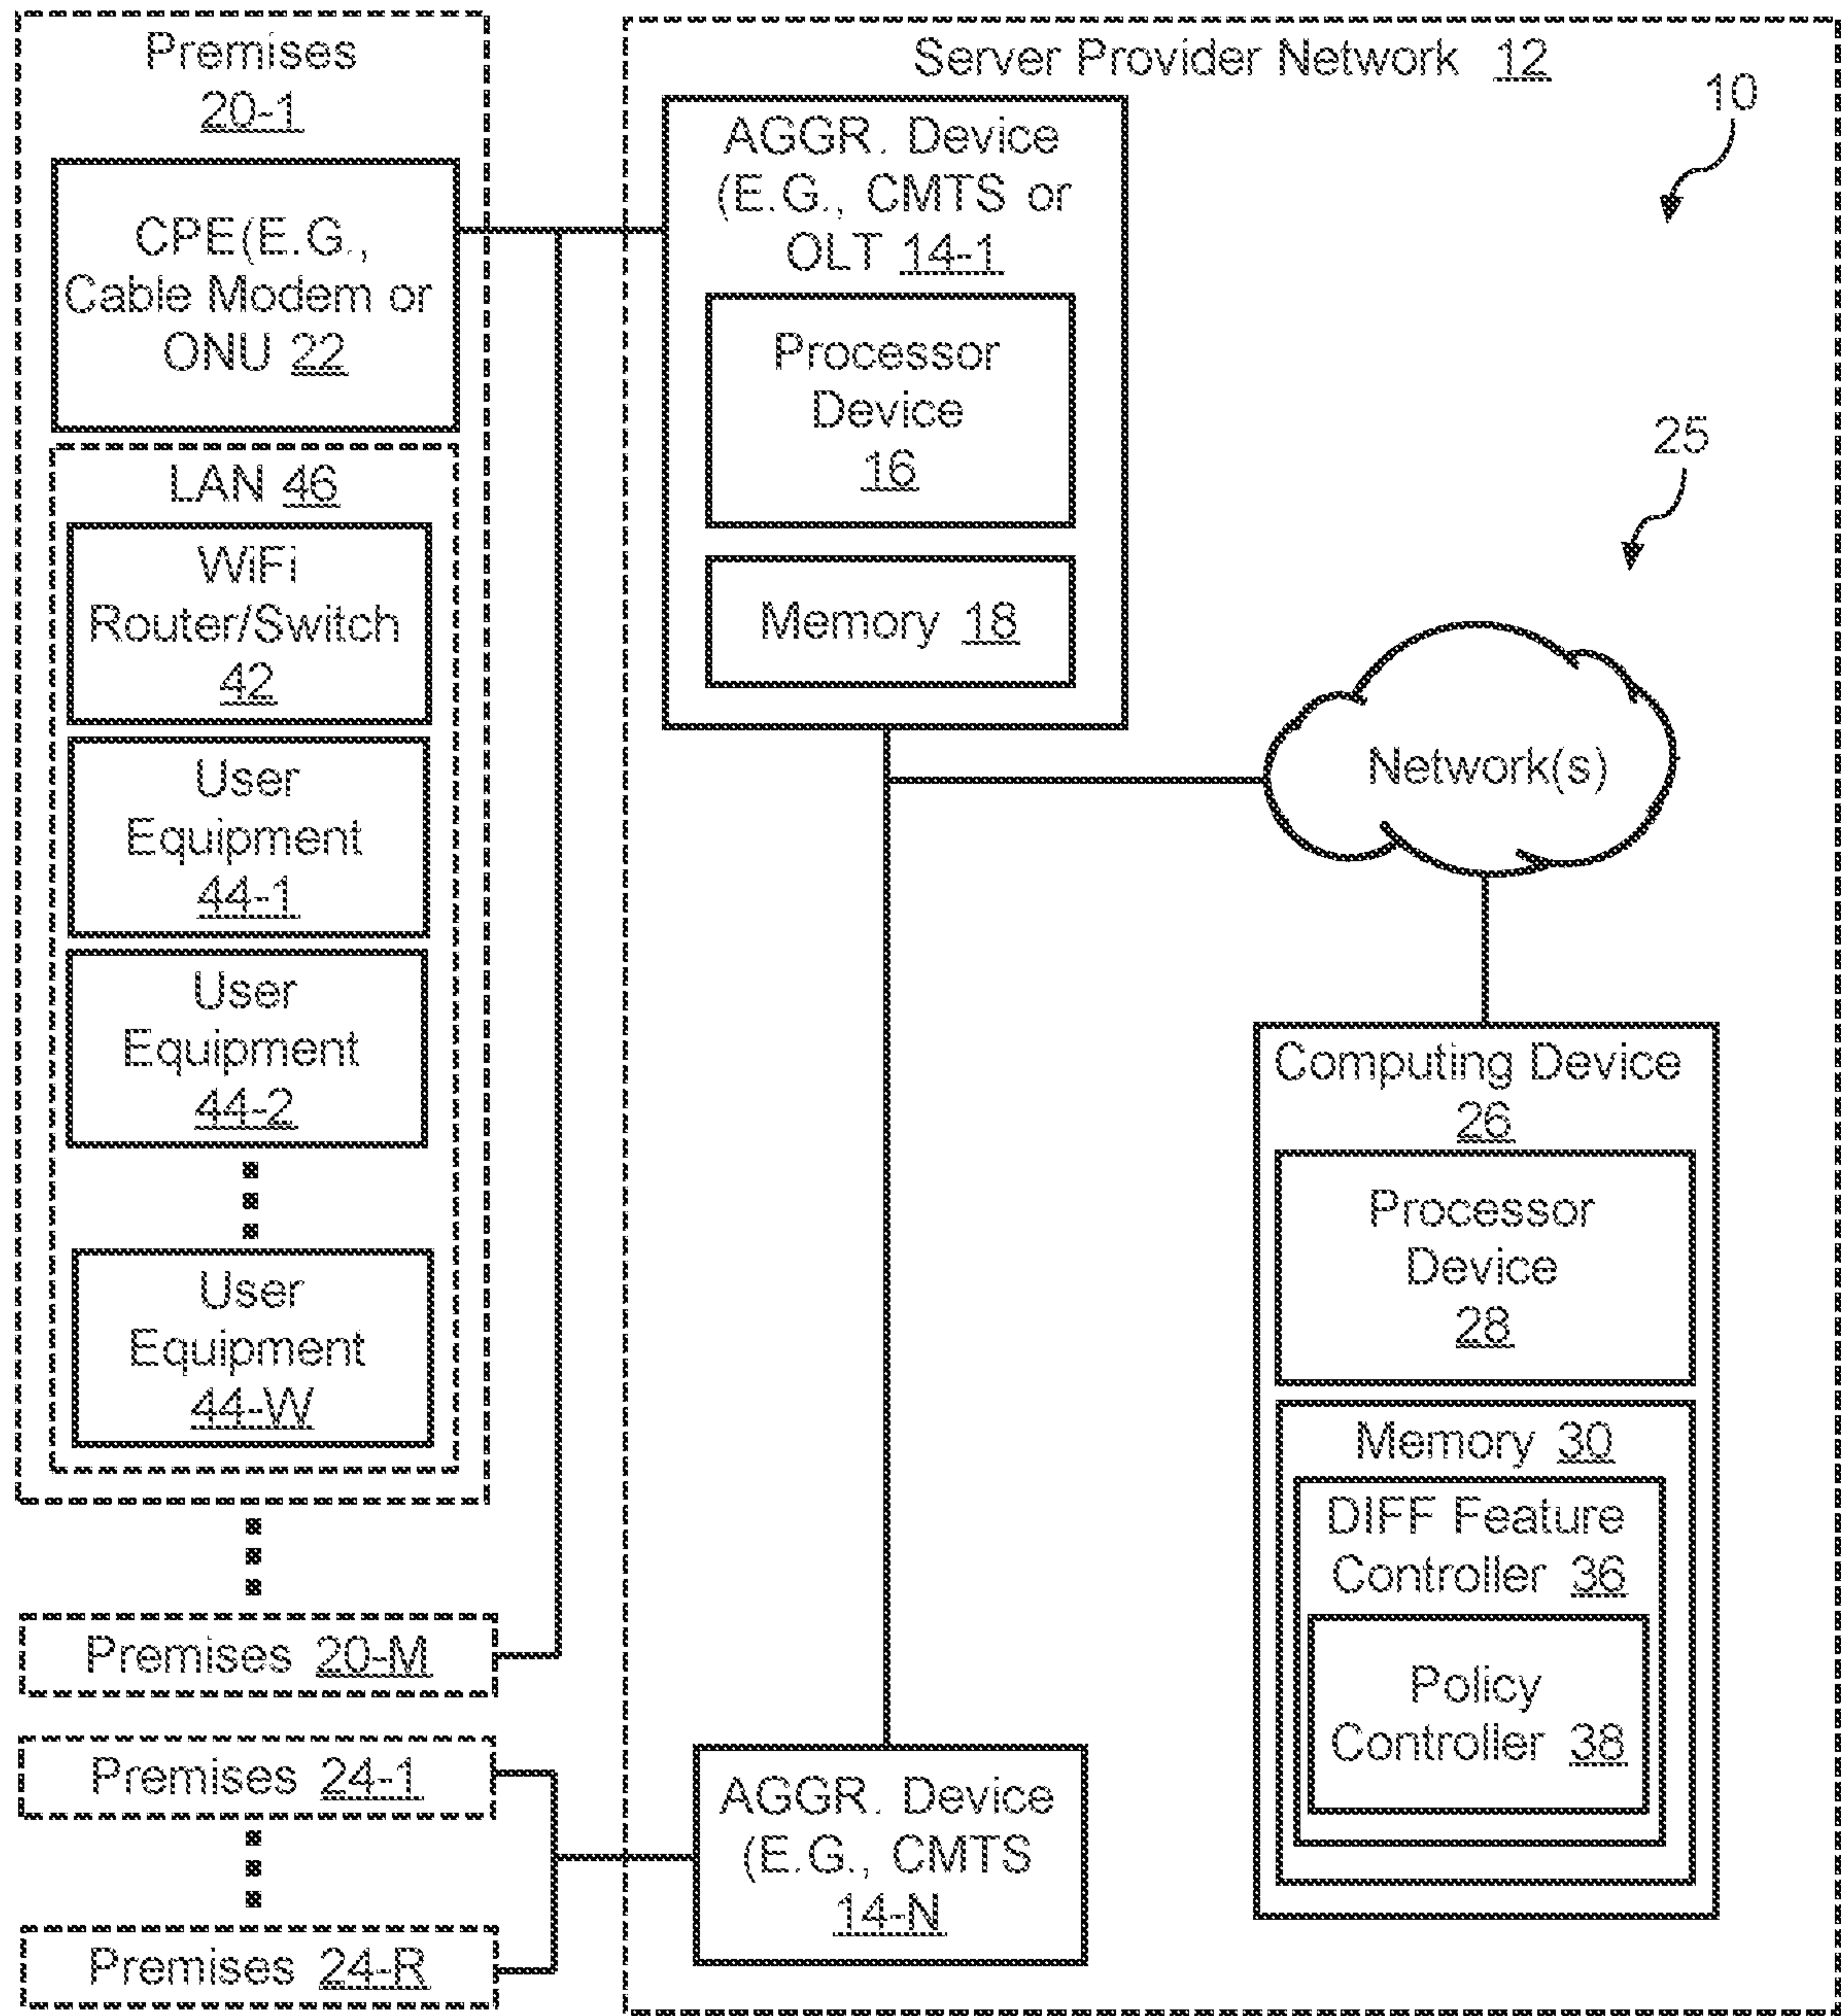 Premises
20-1
CPE(E.G.,
Cable Modem or
ONU 22
LAN 46
WiFi
Router/Switch
42
User
Equipment
44-1
User
Equipment
44-2
User
Equipment
44-W
Premises 20-M
Premises 24-1
Premises 24-R
Server Provider Network 12
10
AGGR. Device
(E.G., CMTS or
OLT 14-1
Processor
Device
16
Memory 18
25
Network(s)
Computing Device
26
Processor
Device
28
Memory 30
DIFF Feature
Controller 36
Policy
Controller 38
AGGR. Device
(E.G., CMTS
14-N